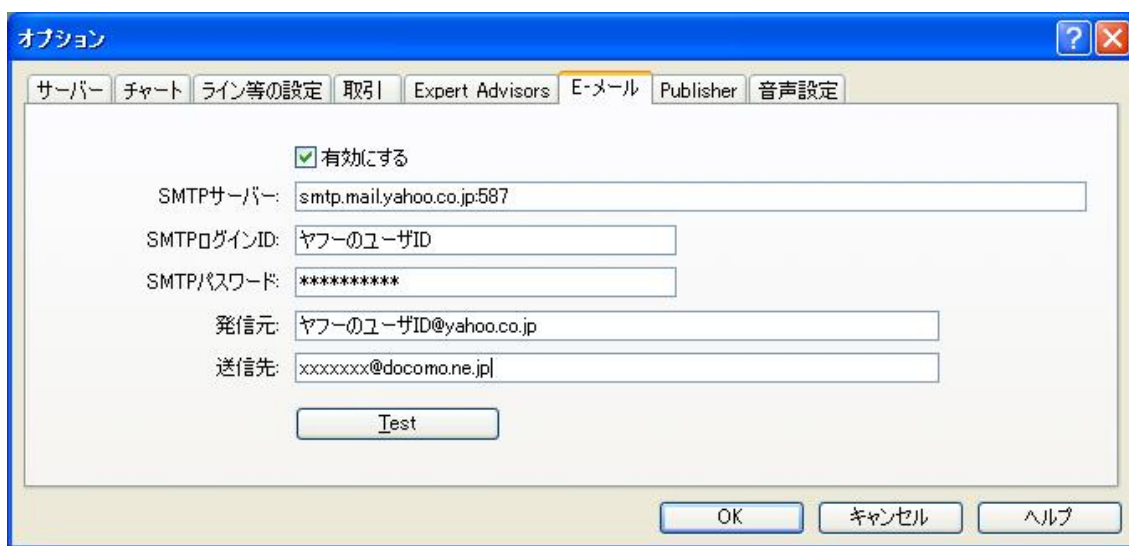 オプション
サーバー チャート ライン等の設定 取引 Expert Advisors E-メール Publisher 音声設定
有効にする
SMTPサーバー: smtp.mail.yahoo.co.jp:587
SMTPログインID: ヤフーのユーザID
SMTPパスワード: **********
発信元: ヤフーのユーザID@yahoo.co.jp
送信先: xxxxxxx@docomo.ne.jp
Test
OK キャンセル ヘルプ